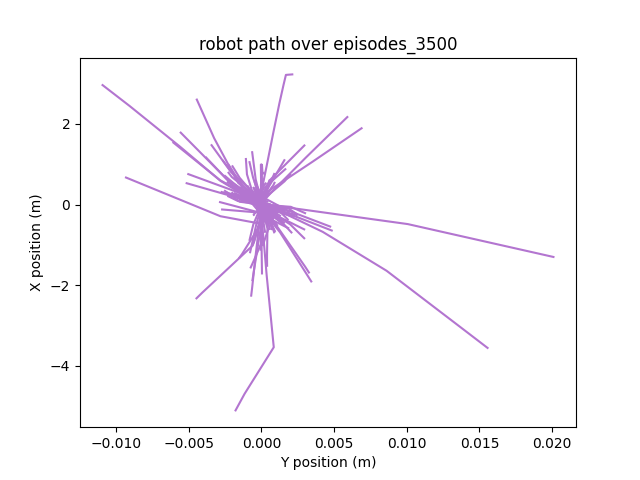 robot path over episodes_3500
X position (m)
2
0
−2
−4
−0.010 −0.005 0.000 0.005 0.010 0.015 0.020
Y position (m)